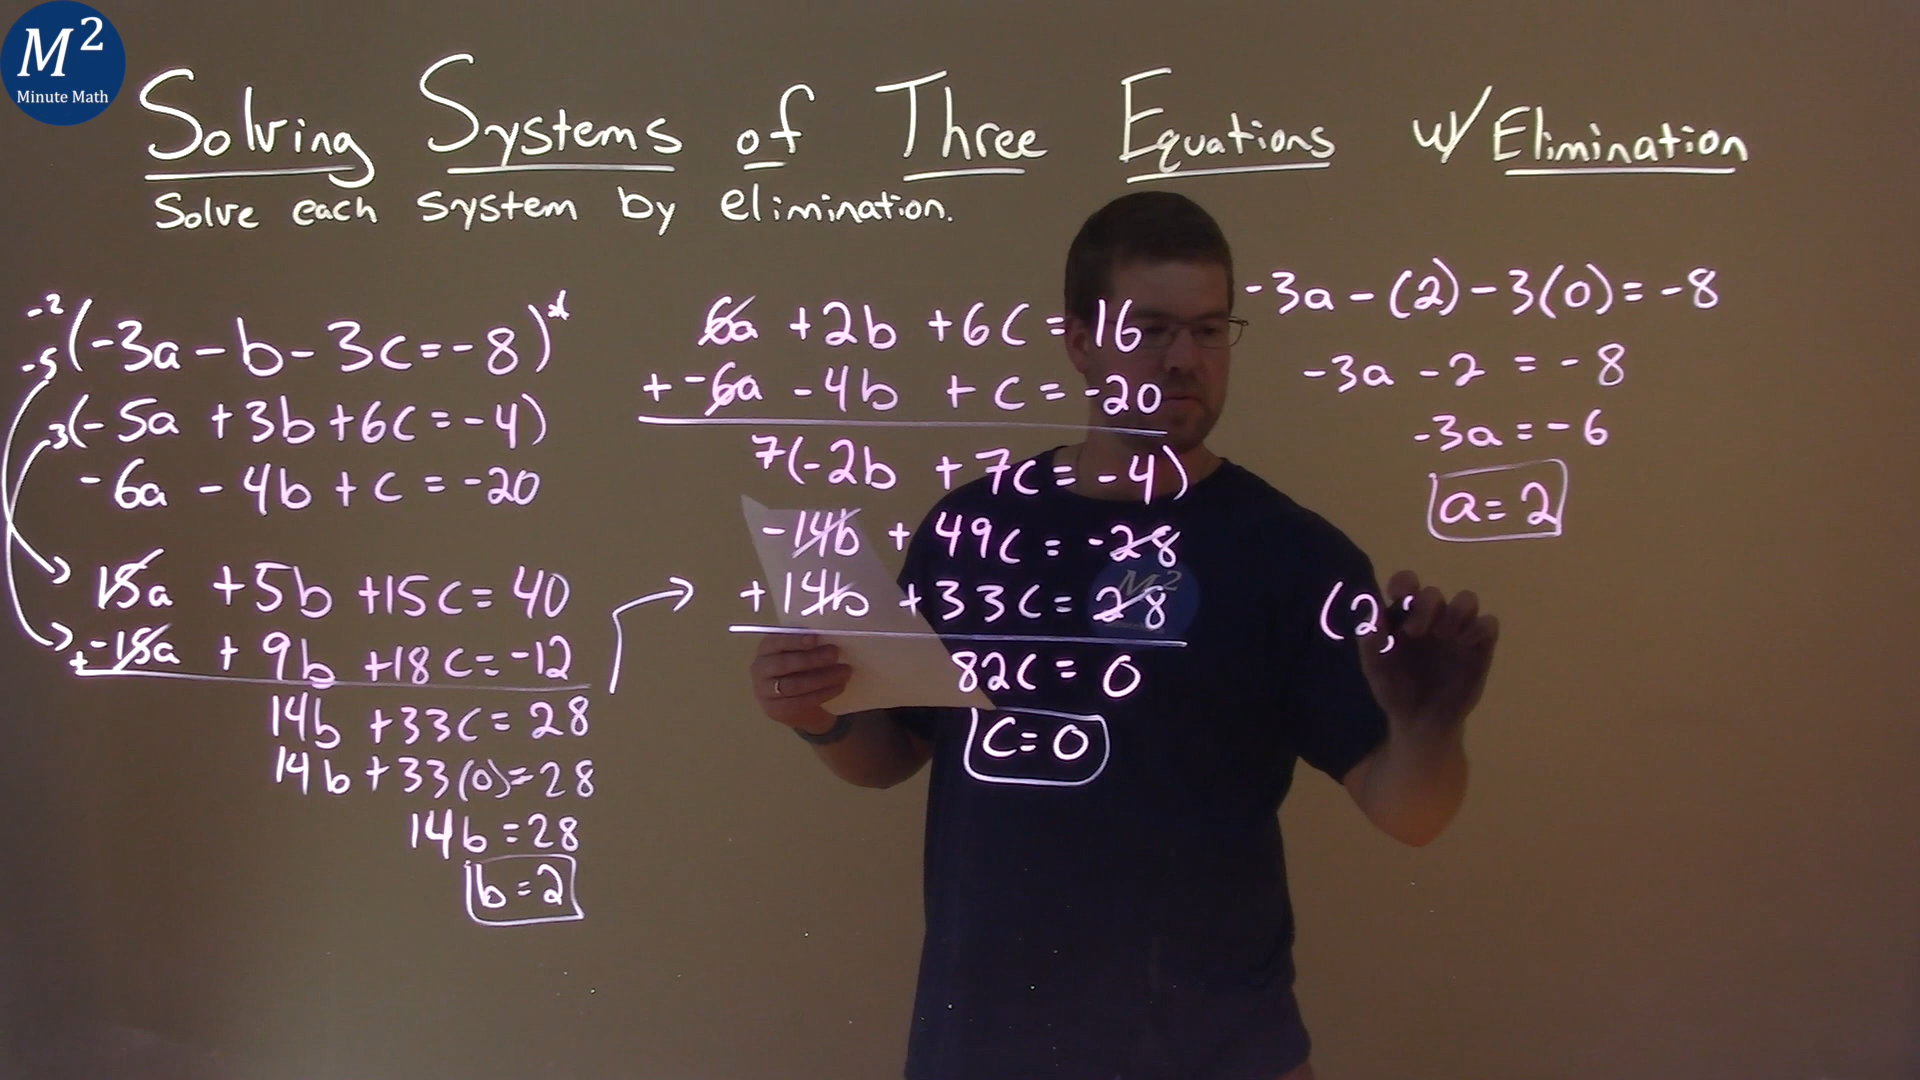 M²
Minute Math
Solving Systems of Three Equations w/ Elimination
Solve each system by elimination.
-2
-5 (-3a - b - 3c = -8)*
3(-5a + 3b + 6c = -4)
-6a - 4b + c = -20
15a + 5b + 15c = 40
+ -15a + 9b + 18c = -12
14b + 33c = 28
14b + 33(0) = 28
14b = 28
b = 2
6a + 2b + 6c = 16
+ -6a - 4b + c = -20
7(-2b + 7c = -4)
-14b + 49c = -28
+14b + 33c = 28
82c = 0
c = 0
-3a - (2) - 3(0) = -8
-3a - 2 = -8
-3a = -6
a = 2
(2,
M²